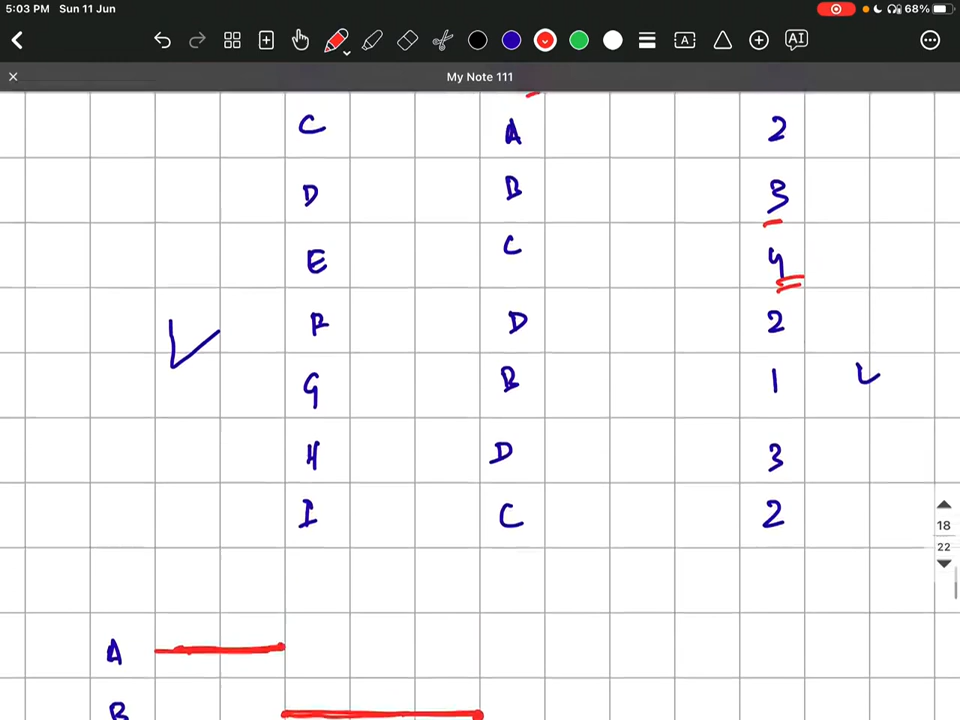 5:03 PM Sun 11 Jun 68%
A AI
My Note 111
C A 2
D B 3
E C 4
F D 2
G B 1
H D 3
I C 2
18
22
A
B